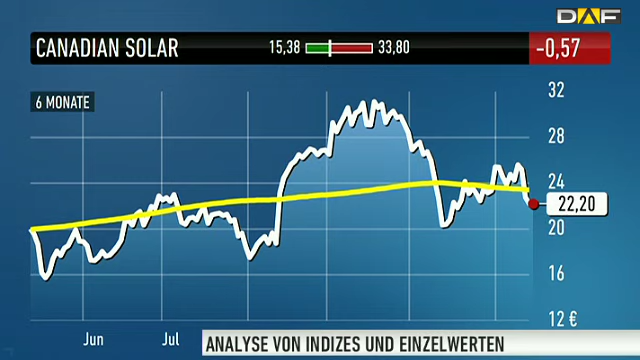 DAF
CANADIAN SOLAR
15,38
33,80
-0,57
6 MONATE
32
28
24
22,20
20
16
12 €
Jun
Jul
ANALYSE VON INDIZES UND EINZELWERTEN